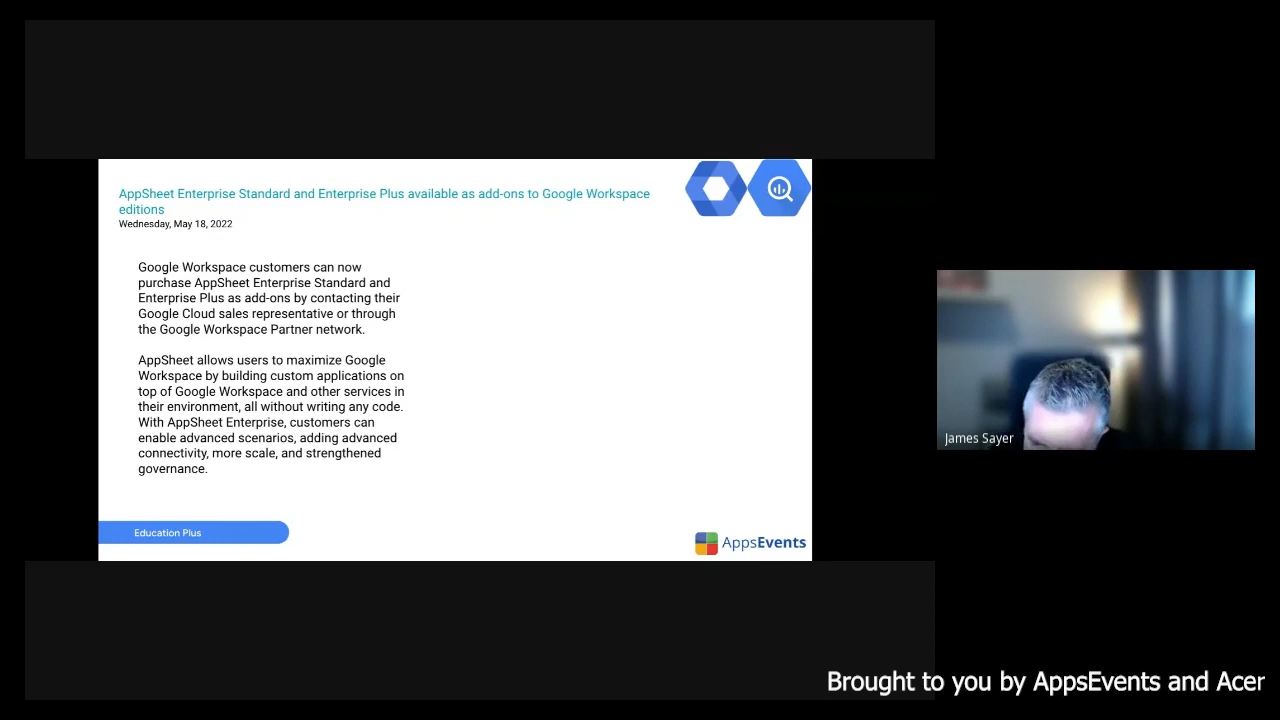 AppSheet Enterprise Standard and Enterprise Plus available as add-ons to Google Workspace
editions
Wednesday, May 18, 2022
Google Workspace customers can now
purchase AppSheet Enterprise Standard and
Enterprise Plus as add-ons by contacting their
Google Cloud sales representative or through
the Google Workspace Partner network.
AppSheet allows users to maximize Google
Workspace by building custom applications on
top of Google Workspace and other services in
their environment, all without writing any code.
With AppSheet Enterprise, customers can
enable advanced scenarios, adding advanced
connectivity, more scale, and strengthened
governance.
Education Plus
AppsEvents
James Sayer
Brought to you by AppsEvents and Acer